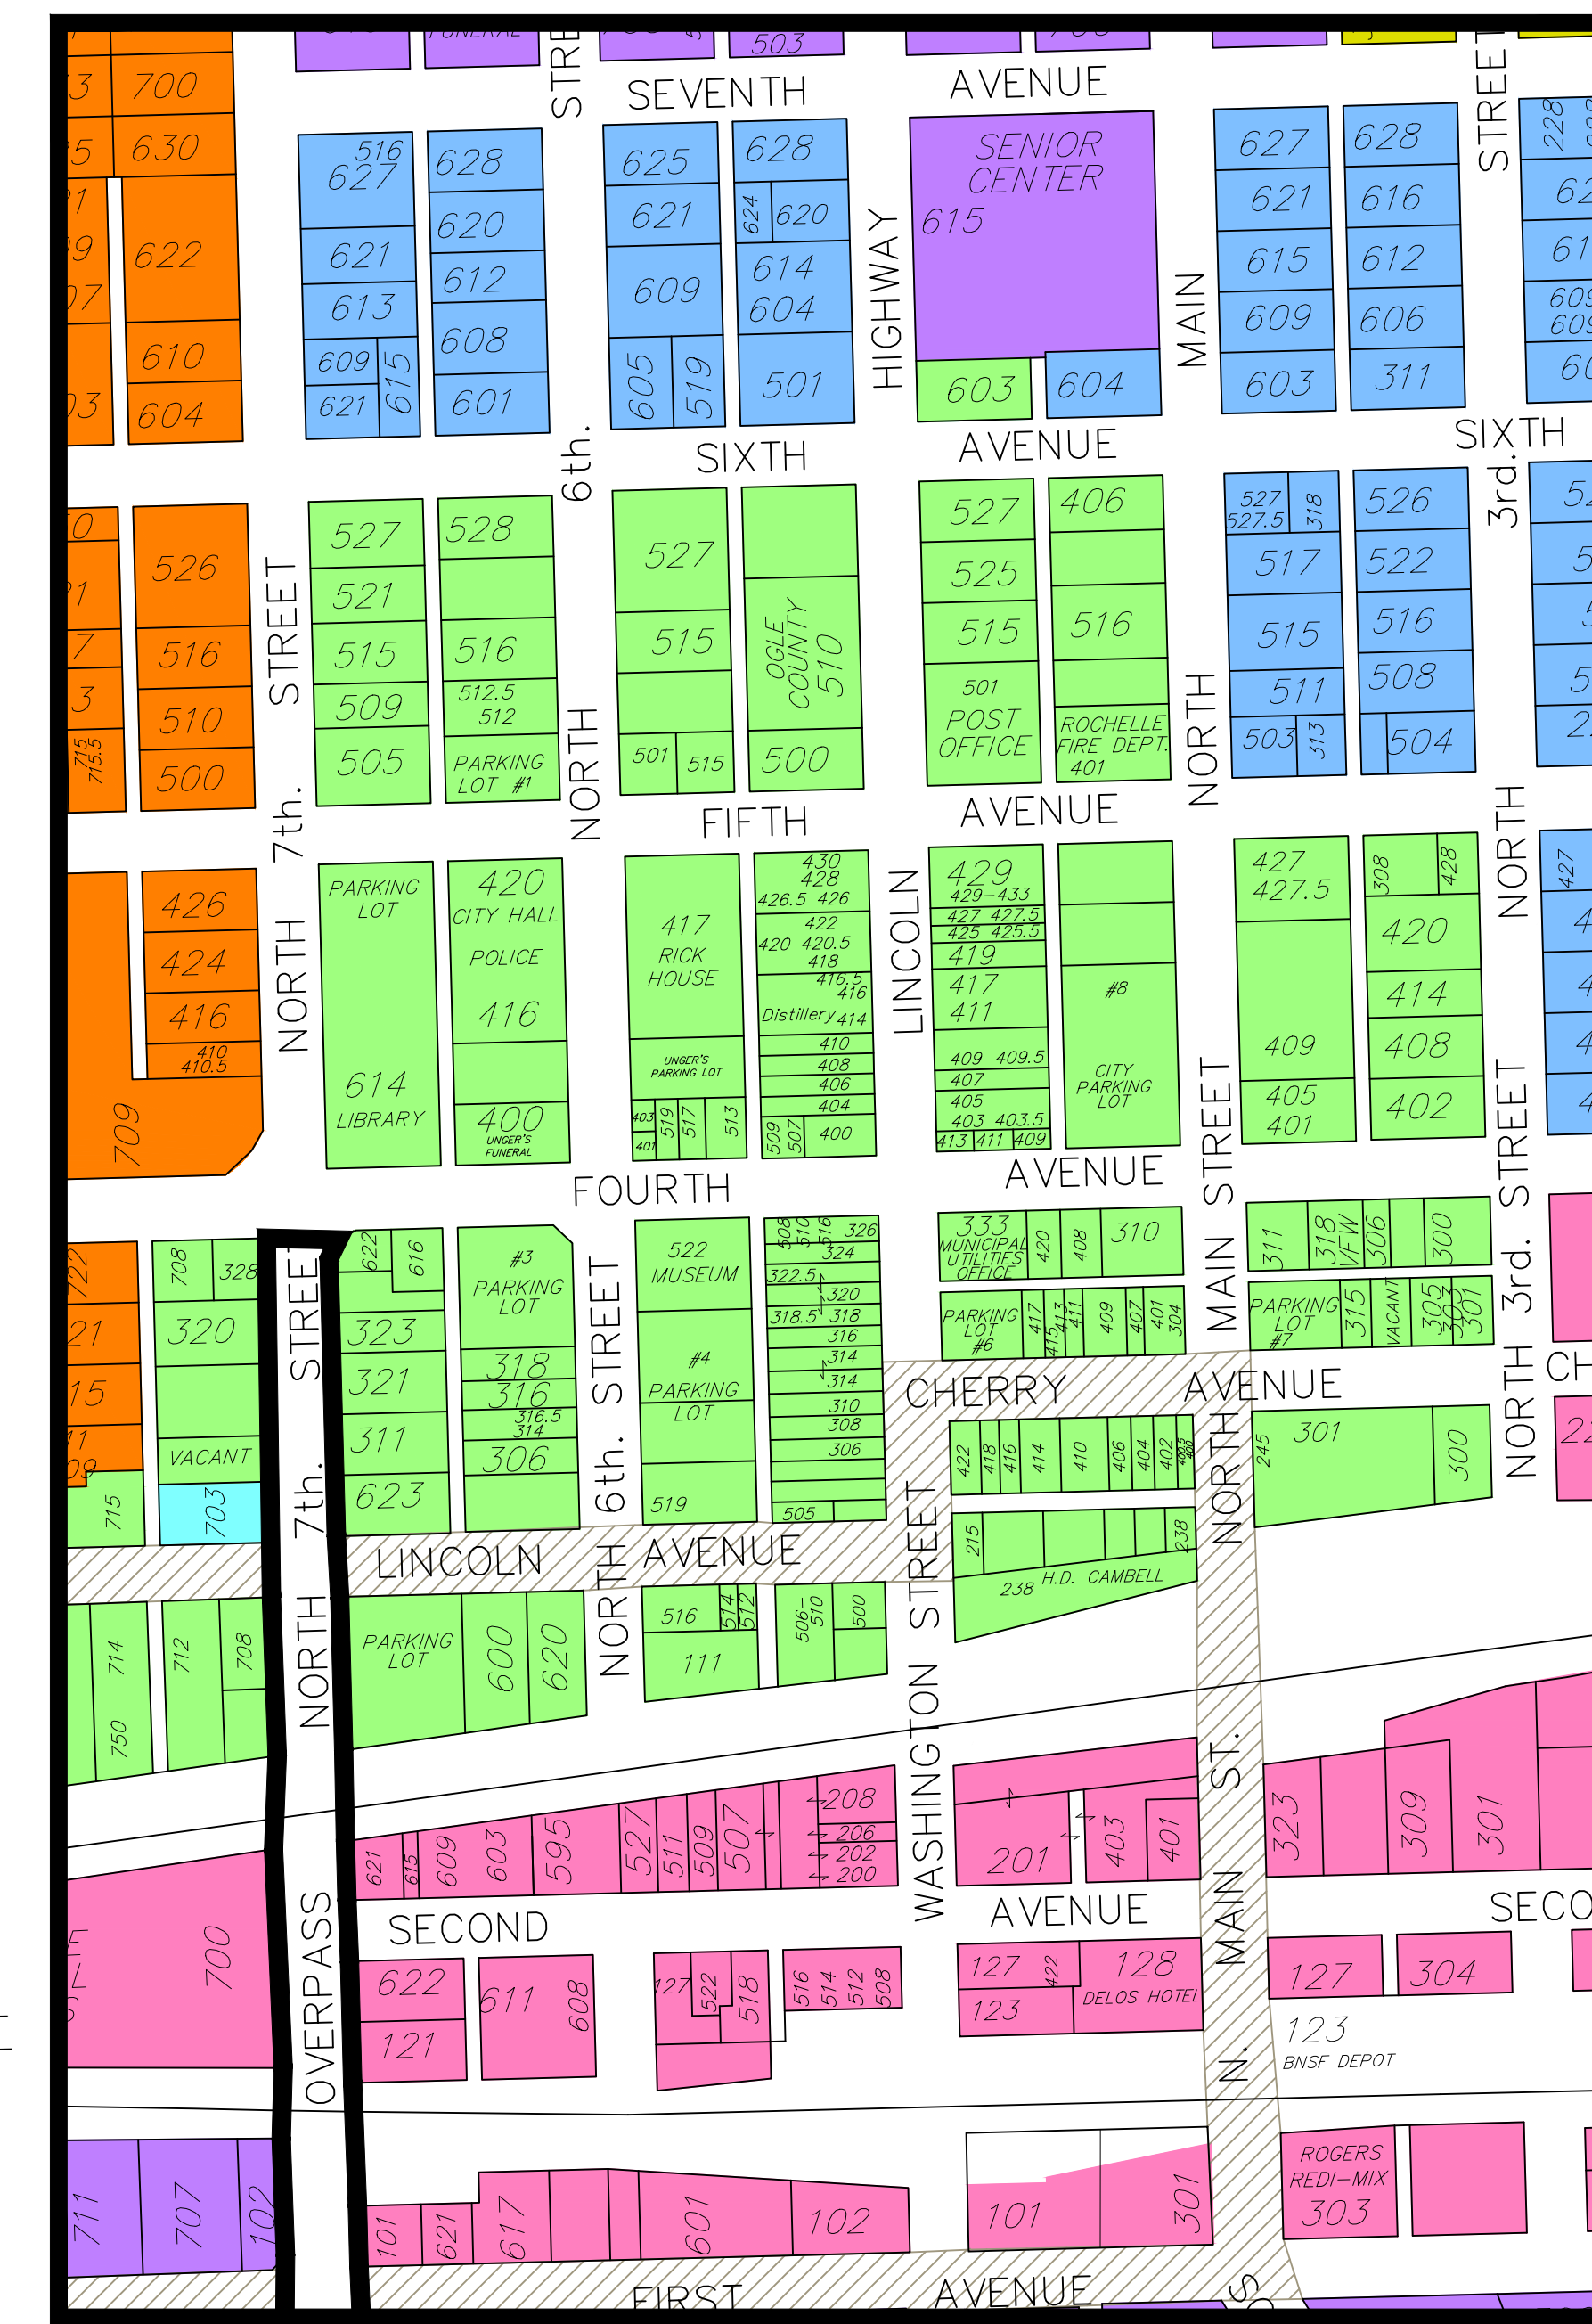 503
SEVENTH
AVENUE
STREET
700
630
622
610
604
516
627
621
613
609
615
621
628
620
612
608
601
625
621
609
605
519
628
624
620
614
604
501
HIGHWAY
SENIOR
CENTER
615
603
604
MAIN
627
621
615
609
603
628
616
612
606
311
228
6th.
SIXTH
AVENUE
SIXTH
3rd.
526
516
510
500
715
715.5
STREET
7th.
527
521
515
509
505
528
516
512.5
512
PARKING
LOT #1
NORTH
527
515
501
515
OGLE
COUNTY
510
500
527
525
515
501
POST
OFFICE
406
516
ROCHELLE
FIRE DEPT.
401
NORTH
527
527.5
318
517
515
511
503
313
526
522
516
508
504
FIFTH
AVENUE
NORTH
426
424
416
410
410.5
709
NORTH
PARKING
LOT
614
LIBRARY
420
CITY HALL
POLICE
416
400
UNGER'S
FUNERAL
417
RICK
HOUSE
UNGER'S
PARKING LOT
403
401
519
517
513
430
428
426.5 426
422
420 420.5
418
416.5
416
Distillery 414
410
408
406
404
509
507
400
LINCOLN
429
429-433
427 427.5
425 425.5
419
417
411
409 409.5
407
405
403 403.5
413
411
409
#8
CITY
PARKING
LOT
427
427.5
409
405
401
308
428
420
414
408
402
427
FOURTH
AVENUE
STREET
STREET
722
708
328
320
VACANT
703
715
STREET
7th.
NORTH
OVERPASS
622
616
323
321
311
623
#3
PARKING
LOT
318
316
316.5
314
306
STREET
6th.
NORTH
522
MUSEUM
#4
PARKING
LOT
519
508
510
516
326
324
322.5
320
318.5 318
316
314
314
310
308
306
505
333
MUNICIPAL
UTILITIES
OFFICE
420
408
310
PARKING
LOT
#6
417
415
413
411
409
407
401
304
MAIN
311
318
VFW
306
300
PARKING
LOT
#7
315
VACANT
305
303
301
3rd.
NORTH
CHERRY
AVENUE
CH
422
418
416
414
410
406
404
402
215
238
238 H.D. CAMBELL
NORTH
245
301
300
LINCOLN
AVENUE
STREET
WASHINGTON
714
750
712
708
PARKING
LOT
600
620
516
514
512
111
506-
510
500
ST.
MAIN
N.
621
615
609
603
595
527
511
509
507
208
206
202
200
201
403
401
323
309
301
700
SECOND
AVENUE
SECO
622
121
611
608
127
522
518
516
514
512
508
127
422
123
128
DELOS HOTEL
127
304
123
BNSF DEPOT
711
707
102
101
621
617
601
102
101
301
ROGERS
REDI-MIX
303
FIRST
AVENUE